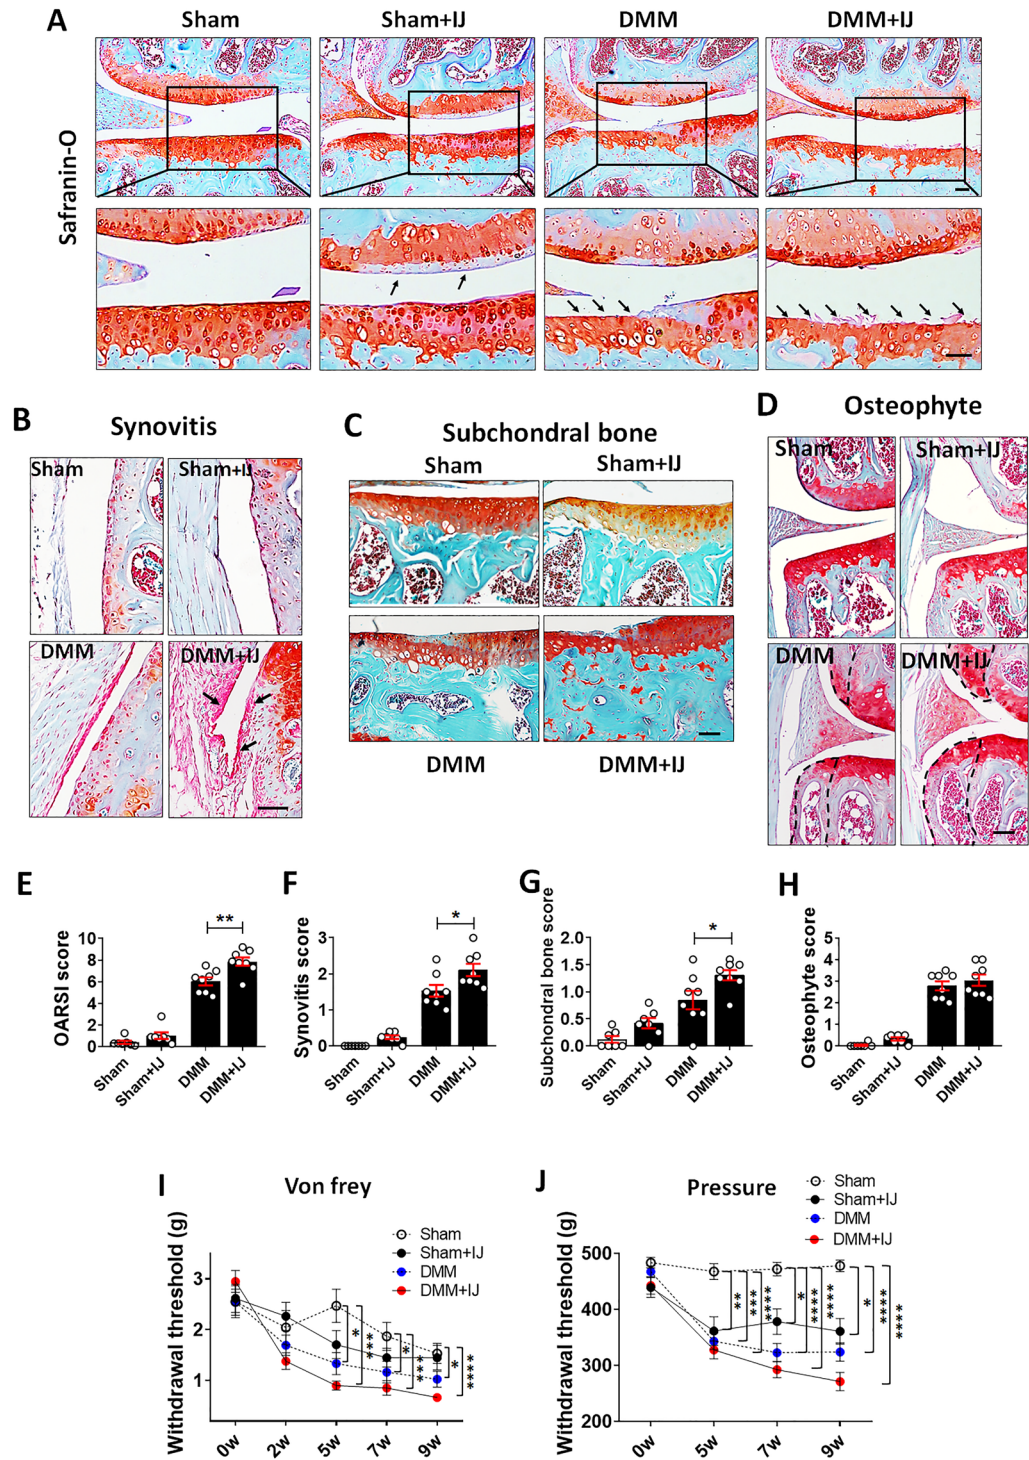 A
Sham
Sham+IJ
DMM
DMM+IJ
Safranin-O
B
Synovitis
Sham
Sham+IJ
DMM
DMM+IJ
C
Subchondral bone
Sham
Sham+IJ
DMM
DMM+IJ
D
Osteophyte
Sham
Sham+IJ
DMM
DMM+IJ
E
OARSI score
10
8
6
4
2
0
**
Sham
Sham+IJ
DMM
DMM+IJ
F
Synovitis score
3
2
1
0
*
Sham
Sham+IJ
DMM
DMM+IJ
G
Subchondral bone score
2.0
1.5
1.0
0.5
0.0
*
Sham
Sham+IJ
DMM
DMM+IJ
H
Osteophyte score
5
4
3
2
1
0
Sham
Sham+IJ
DMM
DMM+IJ
I
Von frey
Sham
Sham+IJ
DMM
DMM+IJ
Withdrawal threshold (g)
3
2
1
0w
2w
5w
7w
9w
*
***
*
***
*
****
J
Pressure
Sham
Sham+IJ
DMM
DMM+IJ
Withdrawal threshold (g)
500
400
300
200
0w
5w
7w
9w
**
***
****
*
****
****
*
****
****